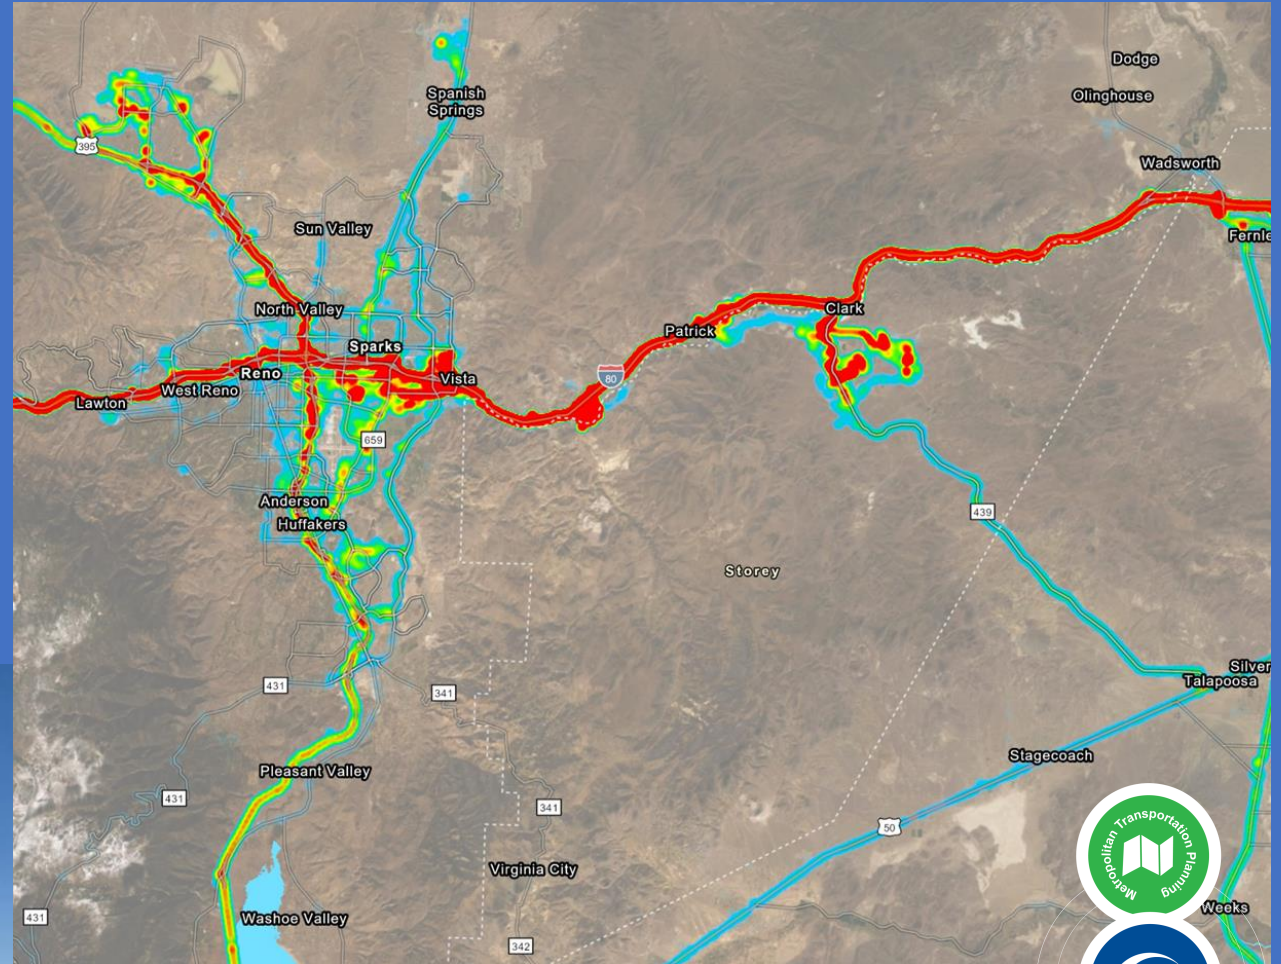 Dodge
Olinghouse
Spanish
Springs
395
Wadsworth
Sun Valley
Fernle
North Valley
Clark
Patrick
Sparks
Reno
Vista
80
West Reno
Lawton
659
Anderson
Huffakers
439
Storey
Silver
Talapoosa
431
341
Stagecoach
Pleasant Valley
431
341
50
Metropolitan Transportation Planning
Virginia City
Weeks
431
Washoe Valley
342